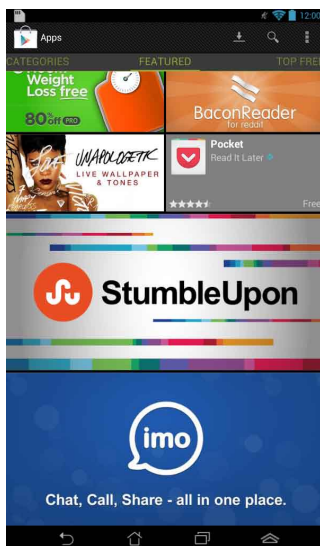 12:00
Apps
CATEGORIES
FEATURED
TOP FREE
Weight
Loss free
80% off PRO
BaconReader
for reddit
UNAPOLOGETIC
LIVE WALLPAPER
& TONES
Pocket
Read It Later
Free
StumbleUpon
imo
Chat, Call, Share - all in one place.